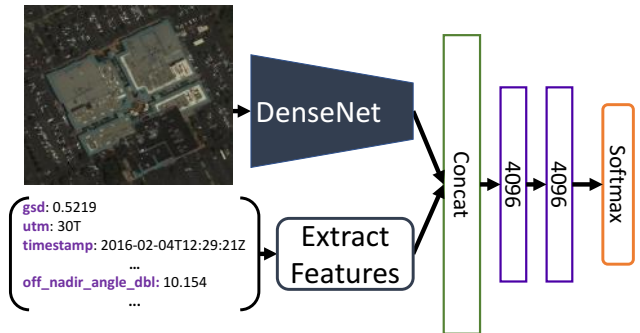 DenseNet
gsd: 0.5219
utm: 30T
timestamp: 2016-02-04T12:29:21Z
...
off_nadir_angle_dbl: 10.154
...
Extract
Features
Concat
4096
4096
Softmax